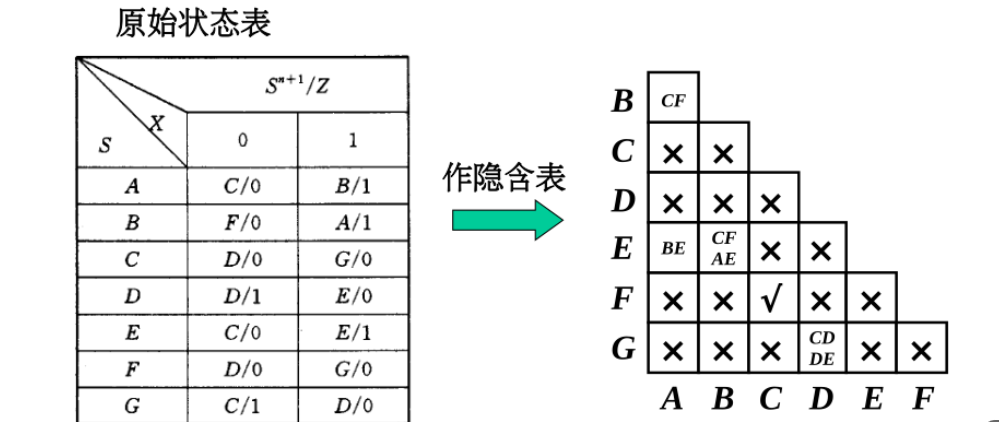 原始状态表
S X Sⁿ⁺¹/Z
0 1
A C/0 B/1
B F/0 A/1
C D/0 G/0
D D/1 E/0
E C/0 E/1
F D/0 G/0
G C/1 D/0
作隐含表
B CF
C × ×
D × × ×
E BE CF AE × ×
F × × √ × ×
G × × × CD DE × ×
A B C D E F